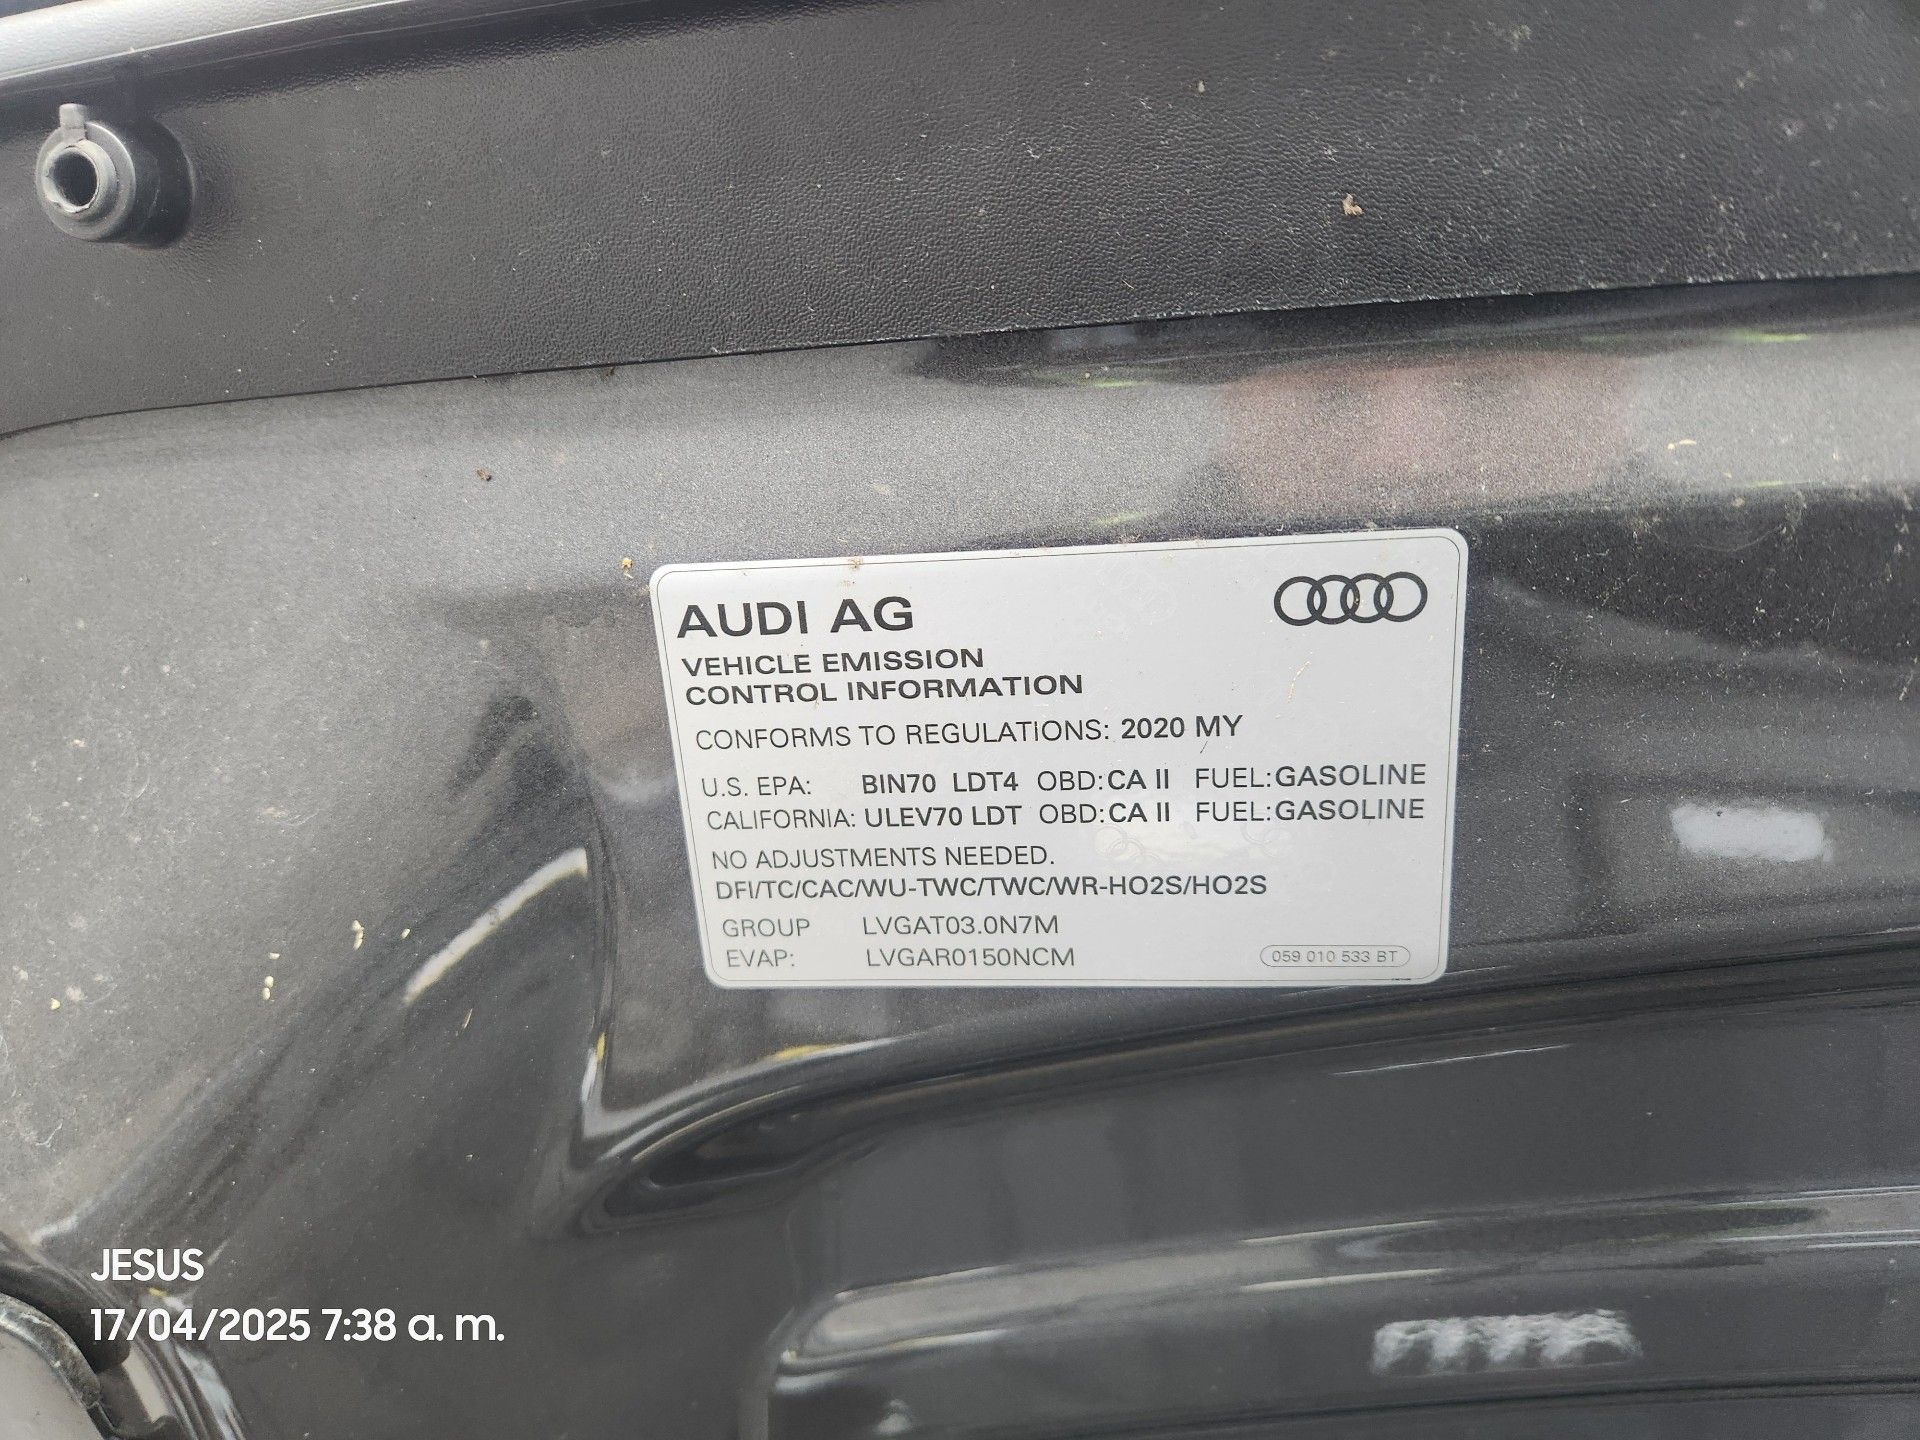 AUDI AG
VEHICLE EMISSION
CONTROL INFORMATION
CONFORMS TO REGULATIONS: 2020 MY
U.S. EPA: BIN70 LDT4 OBD:CA II FUEL:GASOLINE
CALIFORNIA: ULEV70 LDT OBD:CA II FUEL:GASOLINE
NO ADJUSTMENTS NEEDED.
DFI/TC/CAC/WU-TWC/TWC/WR-HO2S/HO2S
GROUP LVGAT03.0N7M
EVAP: LVGAR0150NCM
059 010 533 BT
JESUS
17/04/2025 7:38 a. m.